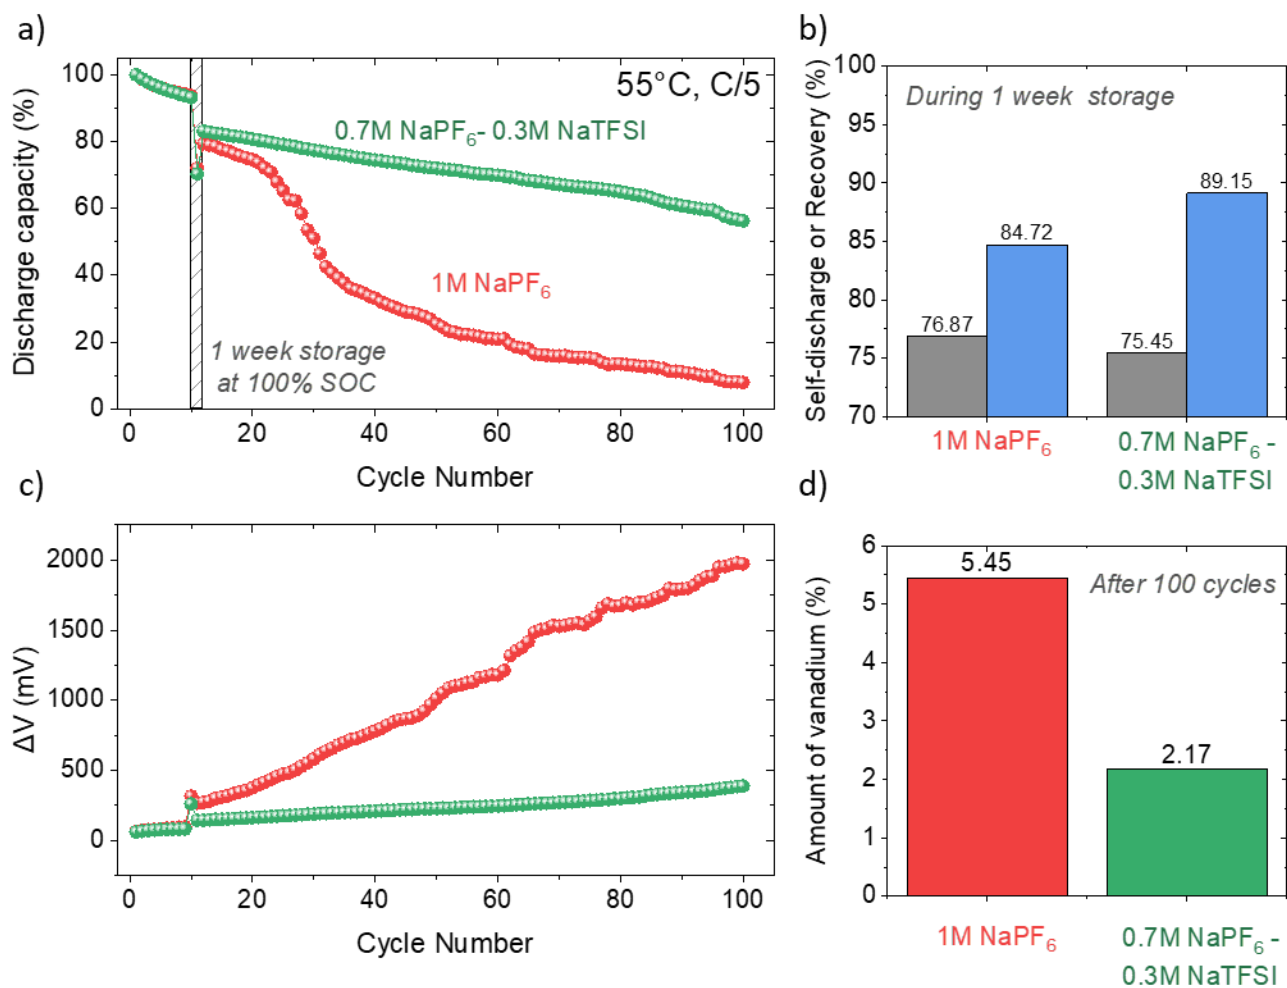 a)
Discharge capacity (%)
100
80
60
40
20
0
55°C, C/5
0.7M NaPF₆- 0.3M NaTFSI
1M NaPF₆
1 week storage
at 100% SOC
0 20 40 60 80 100
Cycle Number
b)
Self-discharge or Recovery (%)
100
95
90
85
80
75
70
During 1 week storage
76.87
84.72
75.45
89.15
1M NaPF₆
0.7M NaPF₆ -
0.3M NaTFSI
c)
ΔV (mV)
2000
1500
1000
500
0
0 20 40 60 80 100
Cycle Number
d)
Amount of vanadium (%)
6
5
4
3
2
1
0
5.45
After 100 cycles
2.17
1M NaPF₆
0.7M NaPF₆ -
0.3M NaTFSI